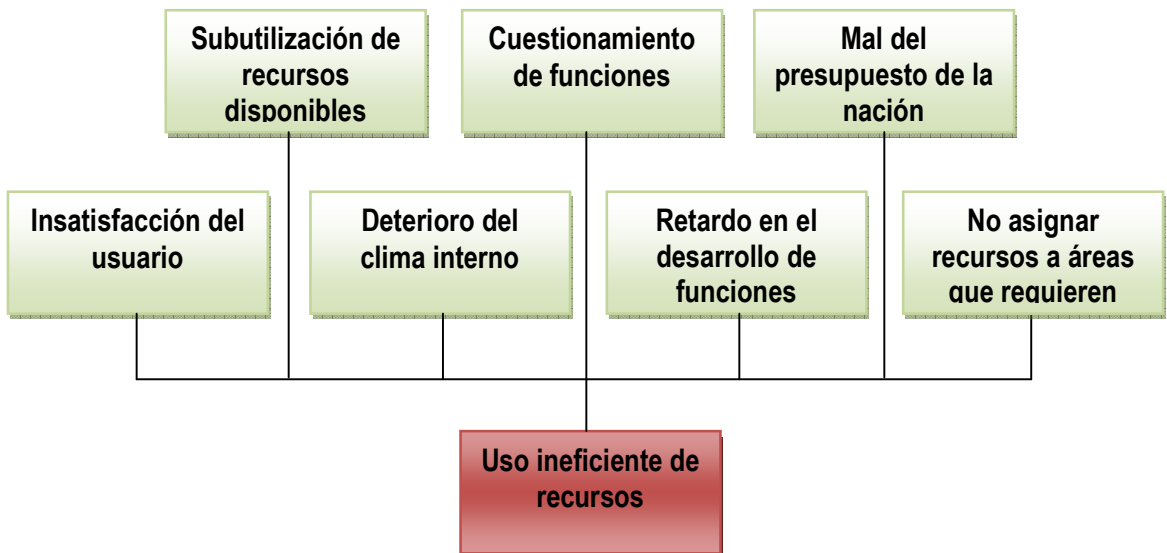 Subutilización de
recursos
disponibles
Cuestionamiento
de funciones
Mal del
presupuesto de la
nación
Insatisfacción del
usuario
Deterioro del
clima interno
Retardo en el
desarrollo de
funciones
No asignar
recursos a áreas
que requieren
Uso ineficiente de
recursos